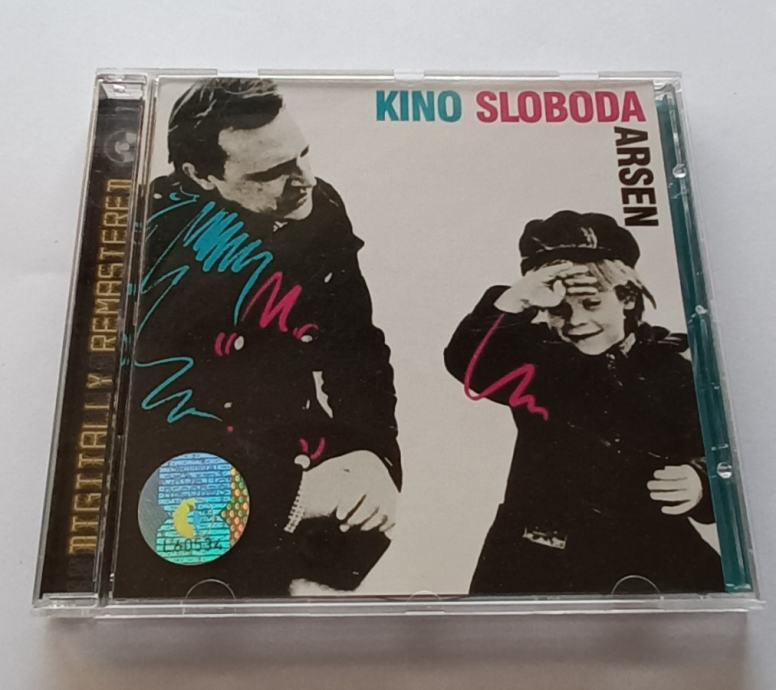 KINO SLOBODA
ARSEN
DIGITALLY REMASTERED